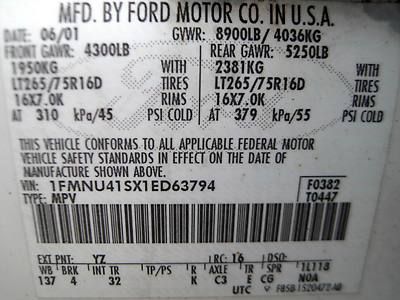 MFD. BY FORD MOTOR CO. IN U.S.A.
DATE: 06/01 GVWR: 8900LB/ 4036KG
FRONT GAWR: 4300LB REAR GAWR: 5250LB
1950KG WITH 2381KG WITH
LT265/75R16D TIRES LT265/75R16D TIRES
16X7.0K RIMS 16X7.0K RIMS
AT 310 kPa/45 PSI COLD AT 379 kPa/55 PSI COLD
THIS VEHICLE CONFORMS TO ALL APPLICABLE FEDERAL MOTOR
VEHICLE SAFETY STANDARDS IN EFFECT ON THE DATE OF
MANUFACTURE SHOWN ABOVE.
VIN: 1FMNU41SX1ED63794 F0382
TYPE: MPV T0447
EXT PNT: YZ RC: 16 DSO:
WB BRK INT TR TP/PS R AXLE TR SPR 1L118
137 4 32 K C3 E CG N0A
UTC